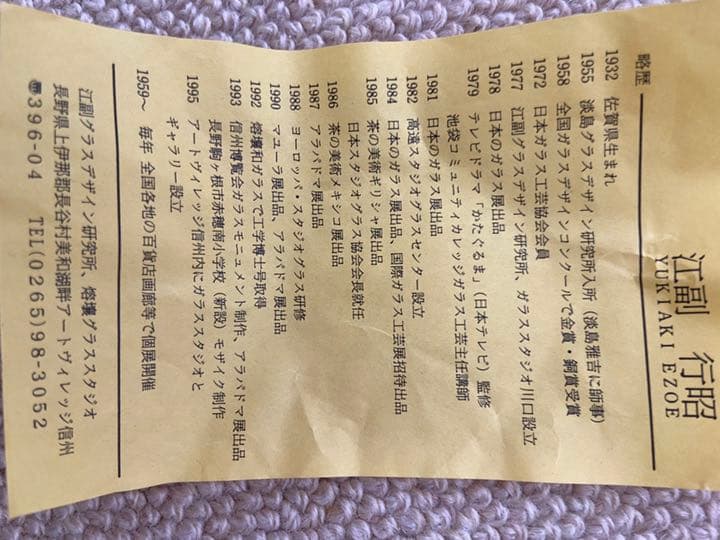 江副 行昭
YUKIAKI EZOE
略歴
1932 佐賀県生まれ
1955 淡島グラスデザイン研究所入所（淡島雅吉に師事）
1958 全国ガラスデザインコンクールで金賞・銅賞受賞
1972 日本ガラス工芸協会会員
1977 江副グラスデザイン研究所、ガラススタジオ川口設立
1978 日本のガラス展出品
1979 テレビドラマ「かたぐるま」（日本テレビ）監修
池袋コミュニティカレッジガラス工芸主任講師
1981 日本のガラス展出品
1982 高遠スタジオグラスセンター設立
1984 日本のガラス展出品、国際ガラス工芸展招待出品
1985 茶の美術ギリシャ展出品
日本スタジオグラス協会会長就任
1986 茶の美術メキシコ展出品
1987 アラバドマ展出品
1988 ヨーロッパ・スタジオグラス研修
1990 マユーラ展出品、アラバドマ展出品
1992 熔壊和ガラスで工学博士号取得
1993 信州博覧会ガラスモニュメント制作、アラバドマ展出品
長野駒ヶ根市赤穂南小学校（新設）モザイク制作
1995 アートヴィレッジ信州内にガラススタジオと
ギャラリー設立
1959～ 毎年 全国各地の百貨店画廊等で個展開催
江副グラスデザイン研究所、熔壊グラススタジオ
長野県上伊那郡長谷村美和湖畔アートヴィレッジ信州
☎396-04 TEL(0265)98-3052